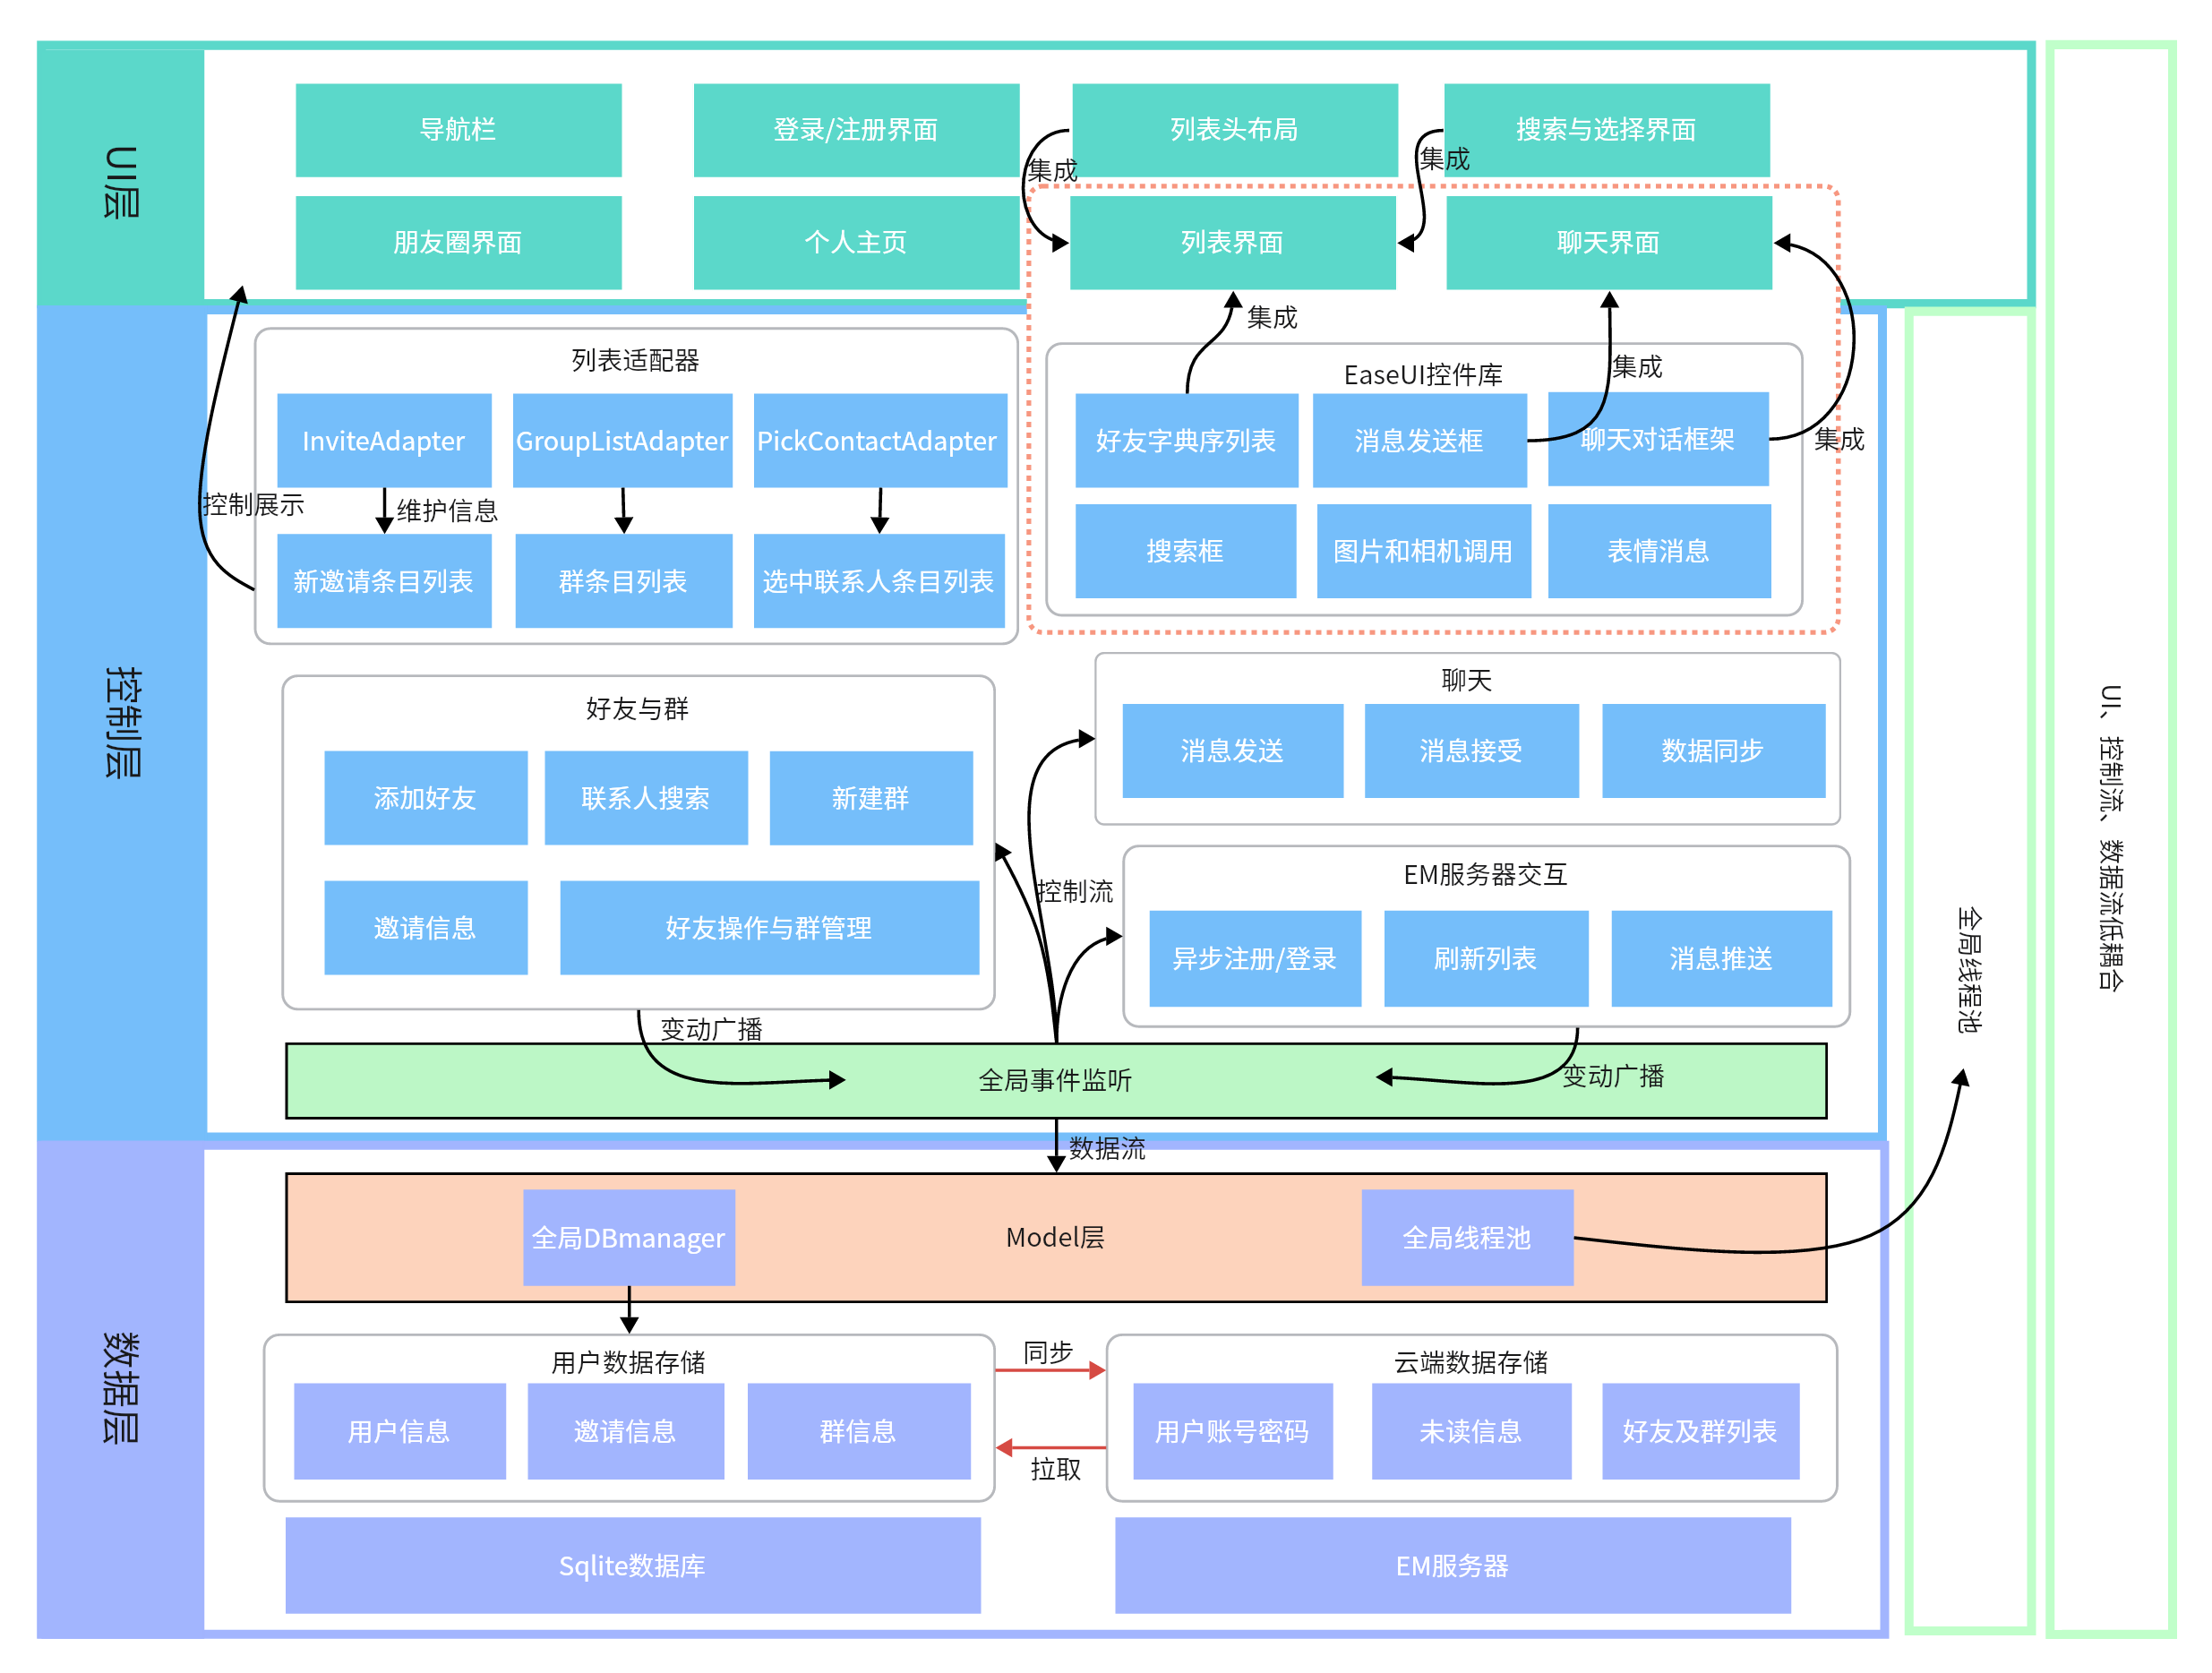 UI层
导航栏
登录/注册界面
列表头布局
搜索与选择界面
集成
集成
朋友圈界面
个人主页
列表界面
聊天界面
控制层
列表适配器
InviteAdapter
GroupListAdapter
PickContactAdapter
控制展示
维护信息
新邀请条目列表
群条目列表
选中联系人条目列表
集成
集成
集成
EaseUI控件库
好友字典序列表
消息发送框
聊天对话框架
搜索框
图片和相机调用
表情消息
好友与群
添加好友
联系人搜索
新建群
邀请信息
好友操作与群管理
聊天
消息发送
消息接受
数据同步
控制流
EM服务器交互
异步注册/登录
刷新列表
消息推送
变动广播
全局事件监听
变动广播
数据流
数据层
全局DBmanager
Model层
全局线程池
用户数据存储
用户信息
邀请信息
群信息
同步
拉取
云端数据存储
用户账号密码
未读信息
好友及群列表
Sqlite数据库
EM服务器
全局线程池
UI、控制流、数据流低耦合